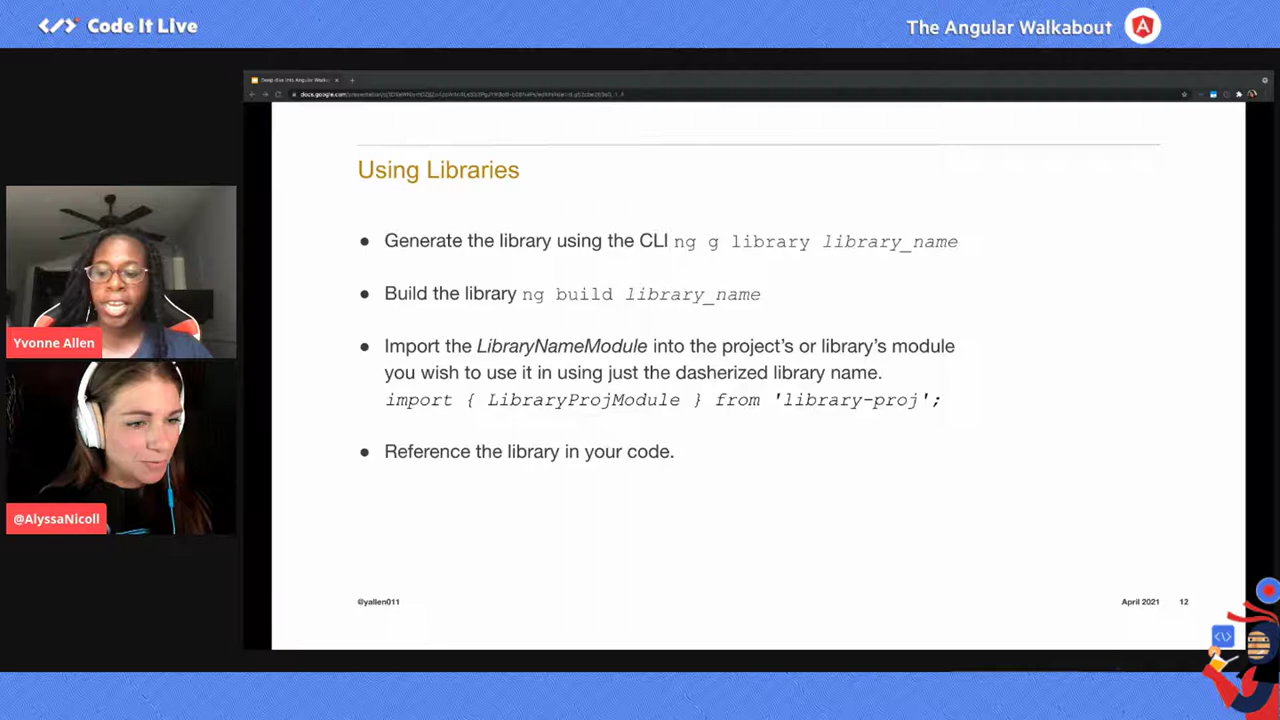 </> Code It Live
The Angular Walkabout
Using Libraries
● Generate the library using the CLI ng g library library_name
● Build the library ng build library_name
● Import the LibraryNameModule into the project's or library's module
you wish to use it in using just the dasherized library name.
import { LibraryProjModule } from 'library-proj';
● Reference the library in your code.
Yvonne Allen
@AlyssaNicoll
@yallen011
April 2021 12